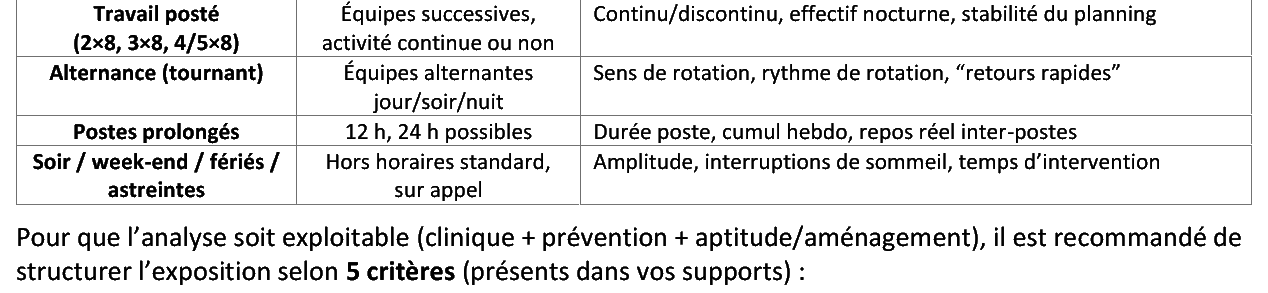 Travail posté
(2×8, 3×8, 4/5×8)
Équipes successives,
activité continue ou non
Continu/discontinu, effectif nocturne, stabilité du planning
Alternance (tournant)
Équipes alternantes
jour/soir/nuit
Sens de rotation, rythme de rotation, “retours rapides”
Postes prolongés
12 h, 24 h possibles
Durée poste, cumul hebdo, repos réel inter-postes
Soir / week-end / fériés /
astreintes
Hors horaires standard,
sur appel
Amplitude, interruptions de sommeil, temps d’intervention
Pour que l’analyse soit exploitable (clinique + prévention + aptitude/aménagement), il est recommandé de
structurer l’exposition selon 5 critères (présents dans vos supports) :